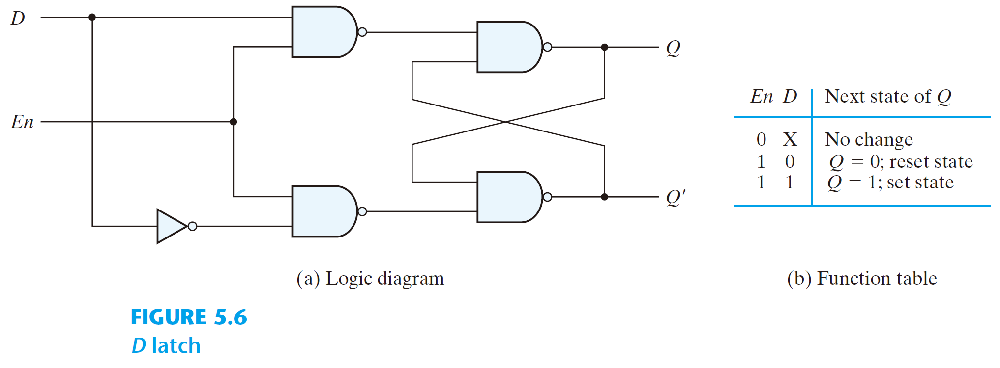 D
En
Q
Q′
(a) Logic diagram
En D Next state of Q
0 X No change
1 0 Q = 0; reset state
1 1 Q = 1; set state
(b) Function table
FIGURE 5.6
D latch